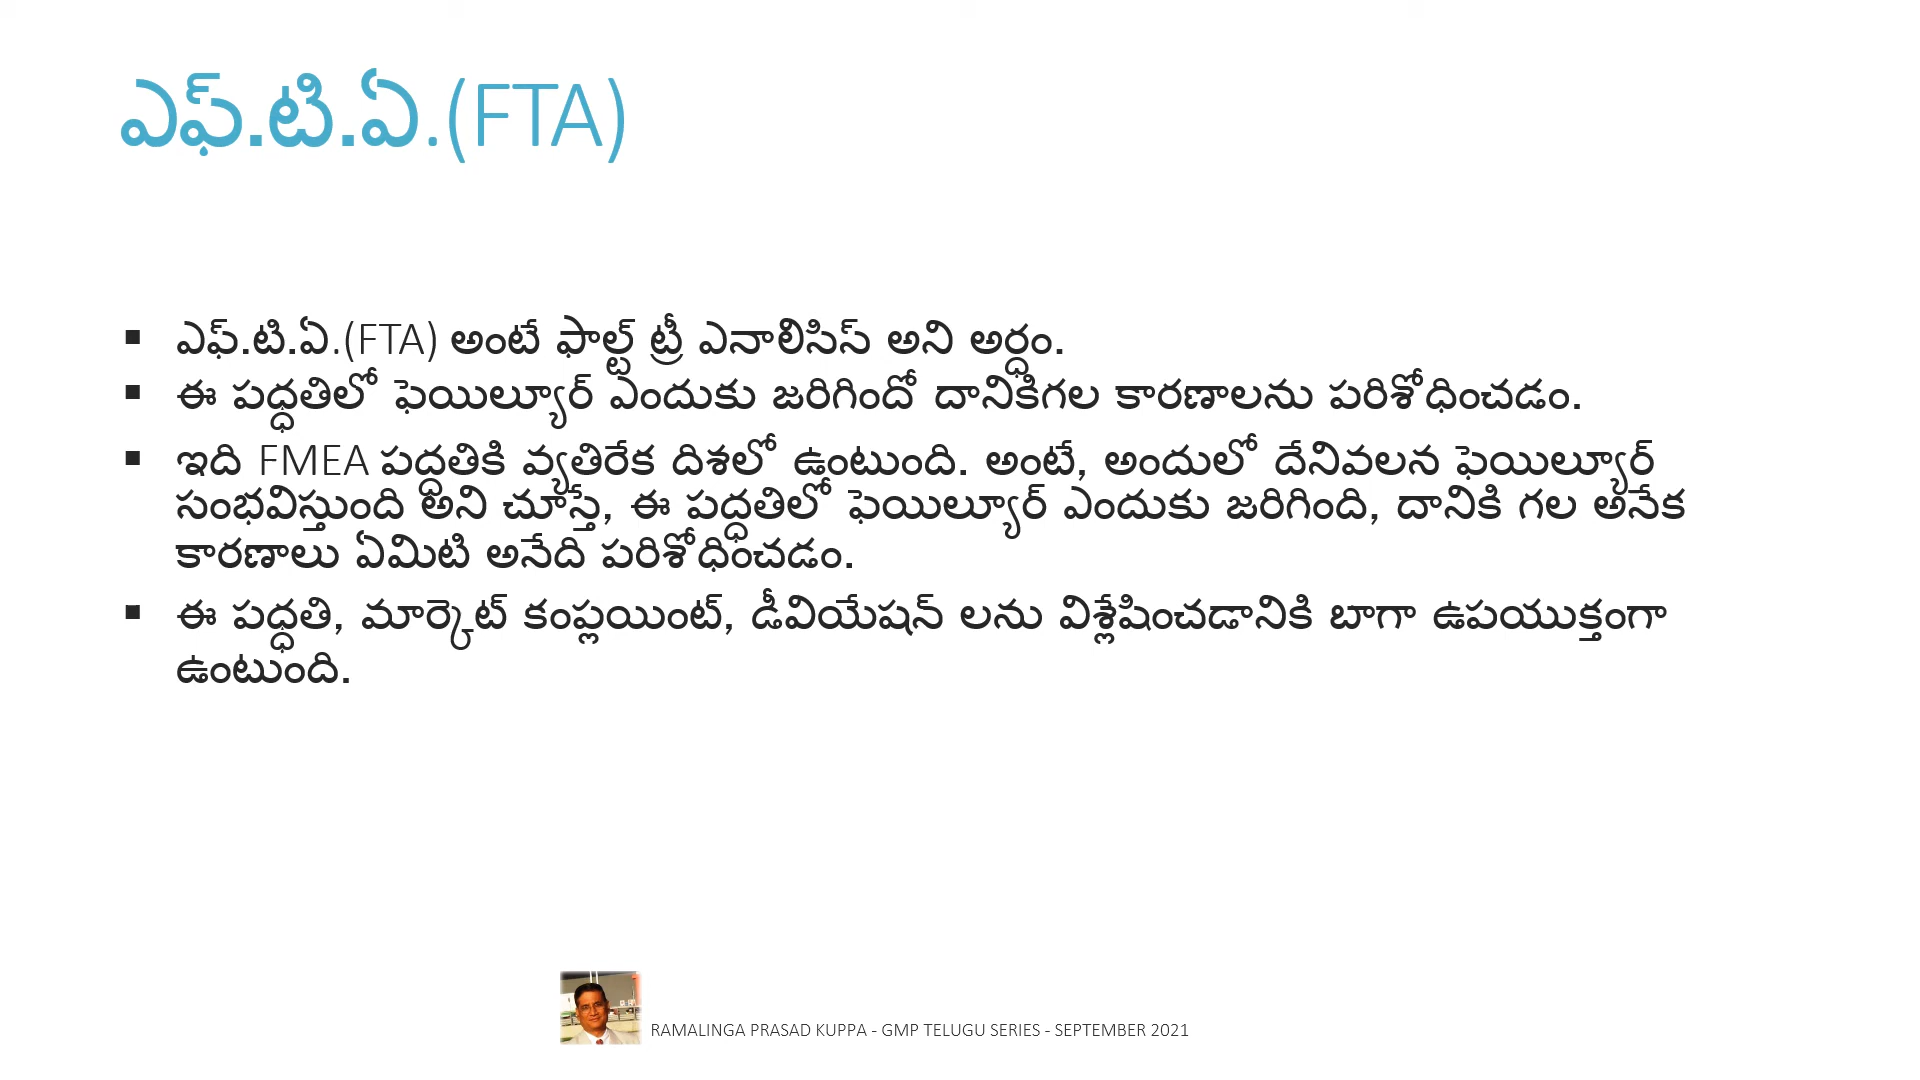 ఎఫ్.టి.ఏ.(FTA)
ఎఫ్.టి.ఏ.(FTA) అంటే ఫాల్ట్ ట్రీ ఎనాలిసిస్ అని అర్ధం.
ఈ పద్ధతిలో ఫెయిల్యూర్ ఎందుకు జరిగిందో దానికిగల కారణాలను పరిశోధించడం.
ఇది FMEA పద్ధతికి వ్యతిరేక దిశలో ఉంటుంది. అంటే, అందులో దేనివలన ఫెయిల్యూర్
సంభవిస్తుంది అని చూస్తే, ఈ పద్ధతిలో ఫెయిల్యూర్ ఎందుకు జరిగింది, దానికి గల అనేక
కారణాలు ఏమిటి అనేది పరిశోధించడం.
ఈ పద్ధతి, మార్కెట్ కంప్లయింట్, డీవియేషన్ లను విశ్లేషించడానికి బాగా ఉపయుక్తంగా
ఉంటుంది.
RAMALINGA PRASAD KUPPA - GMP TELUGU SERIES - SEPTEMBER 2021